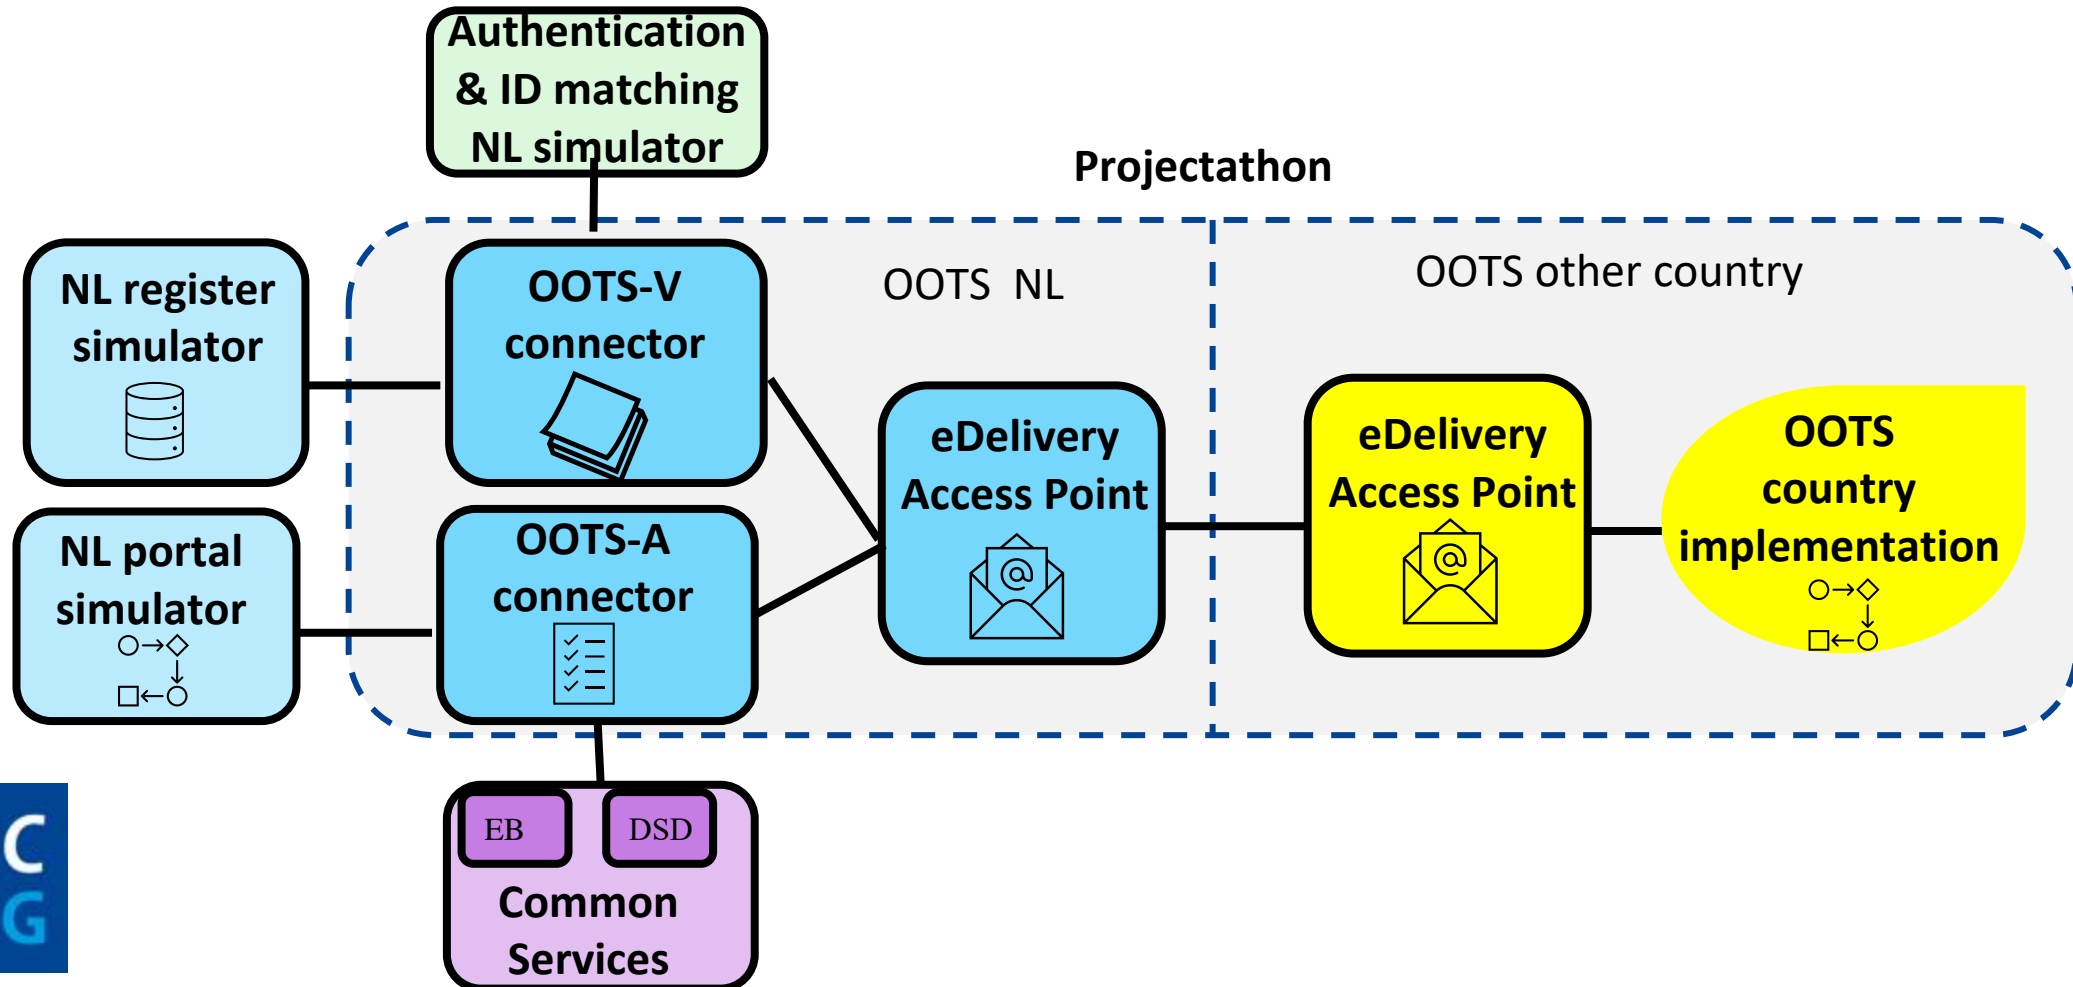 Authentication
& ID matching
NL simulator
Projectathon
NL register
simulator
OOTS-V
connector
OOTS NL
OOTS other country
NL portal
simulator
OOTS-A
connector
eDelivery
Access Point
@
eDelivery
Access Point
@
OOTS
country
implementation
EB
DSD
Common
Services
C
G